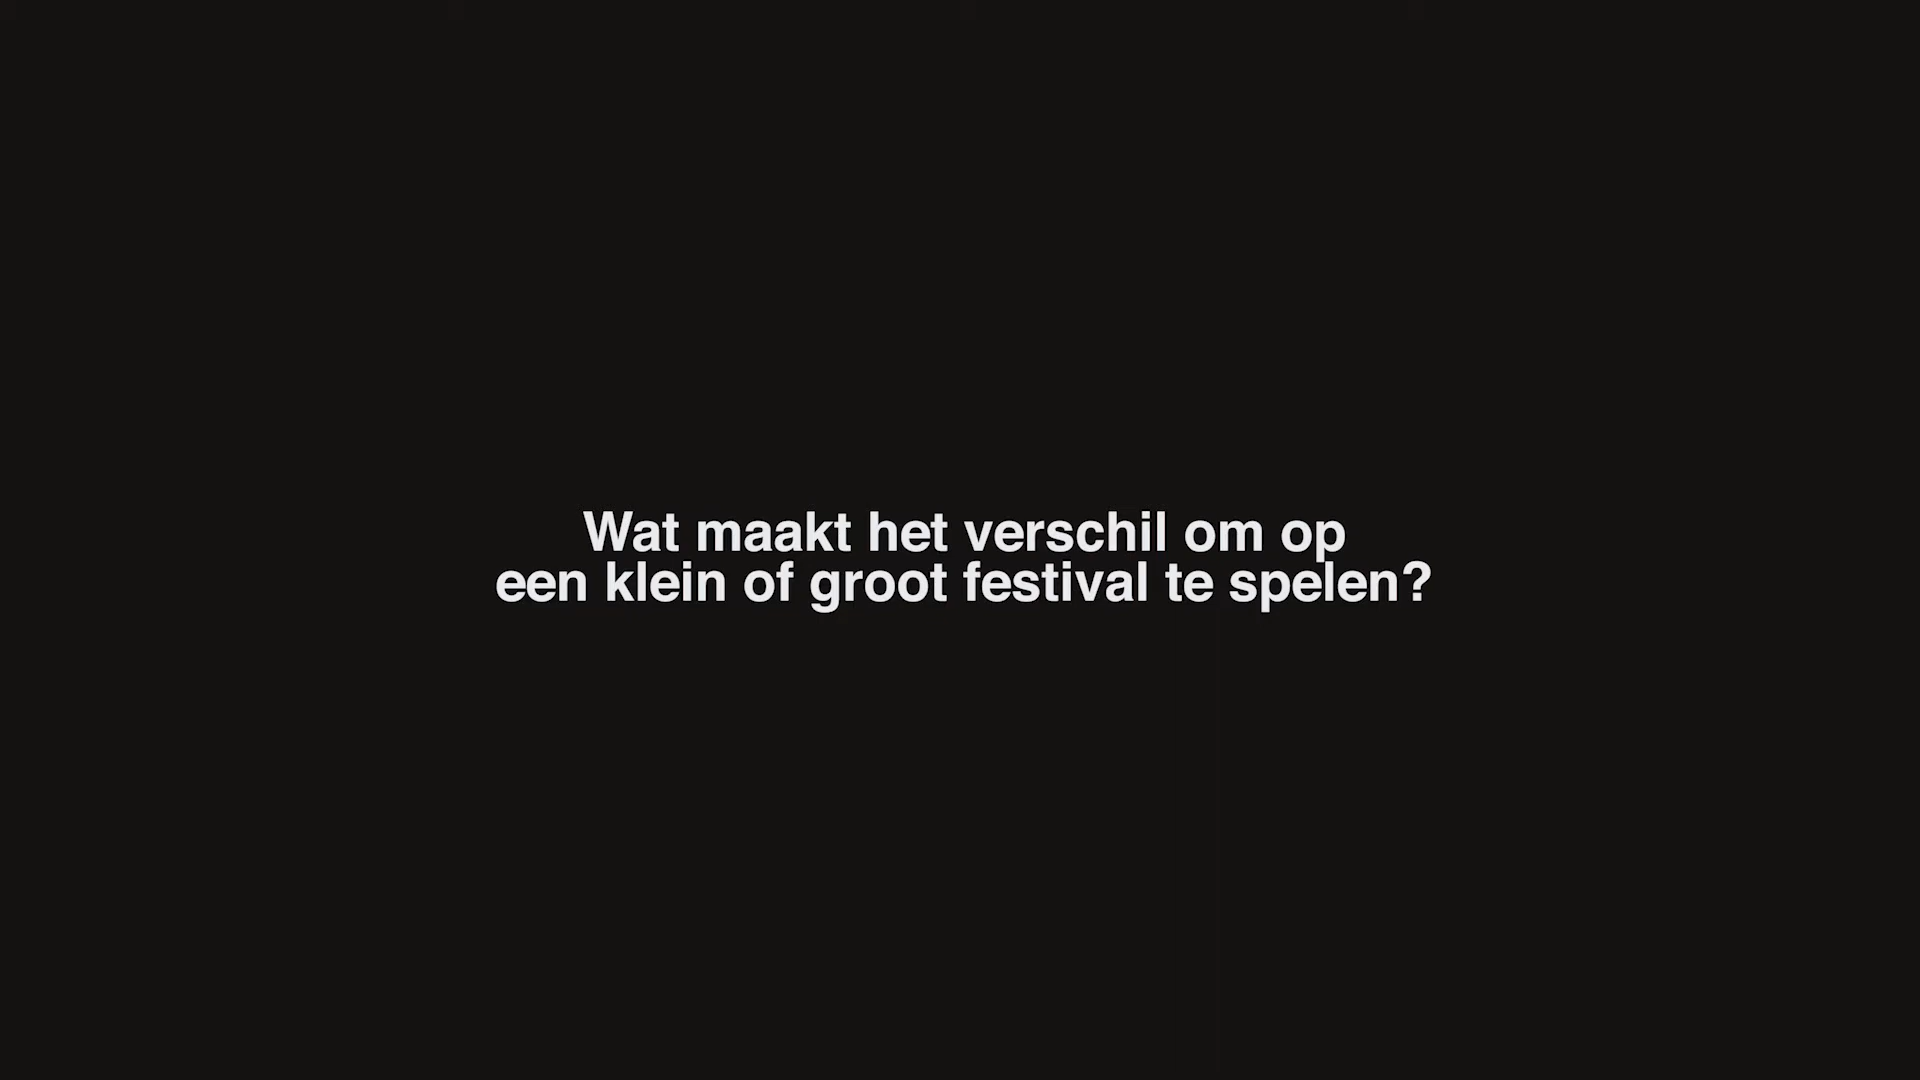 Wat maakt het verschil om op
een klein of groot festival te spelen?